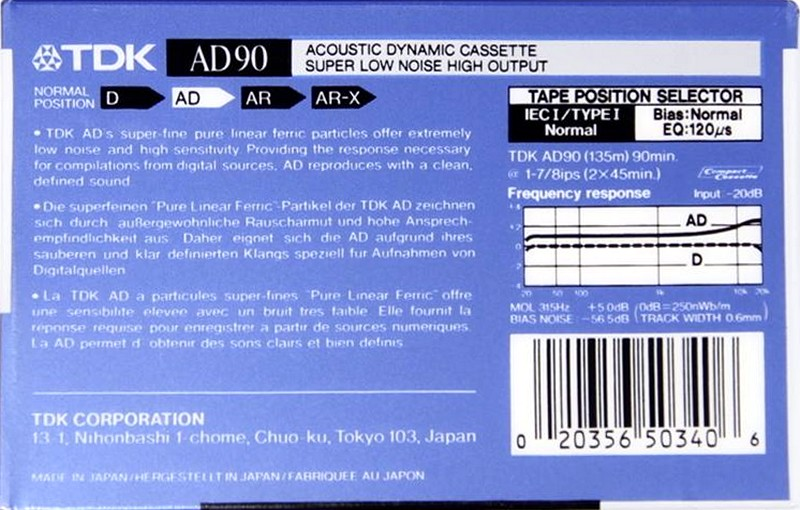 TDK AD90 ACOUSTIC DYNAMIC CASSETTE
SUPER LOW NOISE HIGH OUTPUT
NORMAL
POSITION D AD AR AR-X
• TDK AD's super-fine pure linear ferric particles offer extremely
low noise and high sensitivity. Providing the response necessary
for compilations from digital sources, AD reproduces with a clean,
defined sound
• Die superfeinen "Pure Linear Ferric"-Partikel der TDK AD zeichnen
sich durch außergewöhnliche Rauscharmut und hohe Ansprech-
empfindlichkeit aus. Daher eignet sich die AD aufgrund ihres
sauberen und klar definierten Klangs speziell für Aufnahmen von
Digitalquellen
• La TDK AD a particules super-fines "Pure Linear Ferric" offre
une sensibilite elevee avec un bruit tres faible. Elle fournit la
reponse requise pour enregistrer a partir de sources numeriques.
La AD permet d'obtenir des sons clairs et bien definis
TDK CORPORATION
13-1, Nihonbashi 1-chome, Chuo-ku, Tokyo 103, Japan
MADE IN JAPAN/HERGESTELLT IN JAPAN/FABRIQUEE AU JAPON
TAPE POSITION SELECTOR
IEC I/TYPE I
Normal
Bias:Normal
EQ:120µs
TDK AD90 (135m) 90min.
@ 1-7/8ips (2×45min.)
Compact Cassette
Frequency response Input -20dB
+4
+2
0
-2
-4
AD
D
20 50 100 1k 10k 20k
MOL 315Hz +5.0dB (0dB=250nWb/m
BIAS NOISE -56.5dB TRACK WIDTH 0.6mm)
0 20356 50340 6